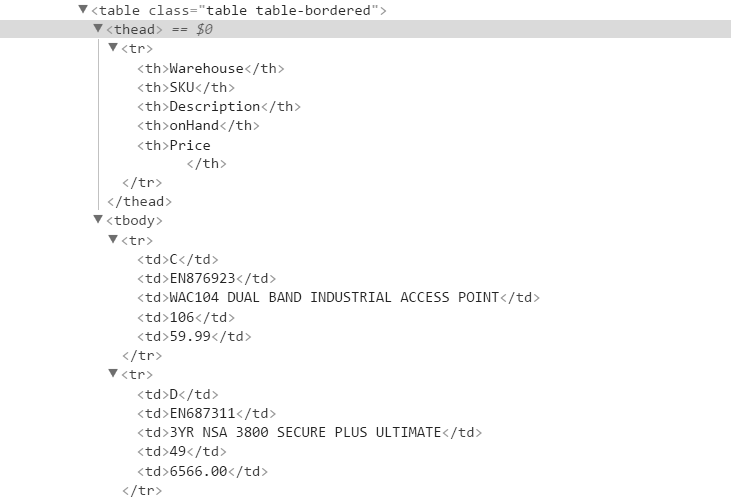 <table class="table table-bordered">
<thead> == $0
<tr>
<th>Warehouse</th>
<th>SKU</th>
<th>Description</th>
<th>onHand</th>
<th>Price
</th>
</tr>
</thead>
<tbody>
<tr>
<td>C</td>
<td>EN876923</td>
<td>WAC104 DUAL BAND INDUSTRIAL ACCESS POINT</td>
<td>106</td>
<td>59.99</td>
</tr>
<tr>
<td>D</td>
<td>EN687311</td>
<td>3YR NSA 3800 SECURE PLUS ULTIMATE</td>
<td>49</td>
<td>6566.00</td>
</tr>